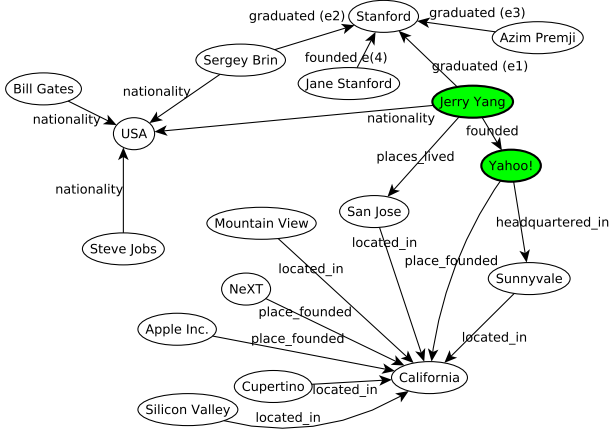 Stanford
graduated (e2)
graduated (e3)
Azim Premji
Sergey Brin
founded e(4)
Jane Stanford
graduated (e1)
Bill Gates
nationality
Jerry Yang
nationality
USA
nationality
founded
places_lived
Yahoo!
nationality
San Jose
Mountain View
headquartered_in
Steve Jobs
located_in
place_founded
located_in
Sunnyvale
NeXT
place_founded
Apple Inc.
place_founded
located_in
California
Cupertino
located_in
Silicon Valley
located_in